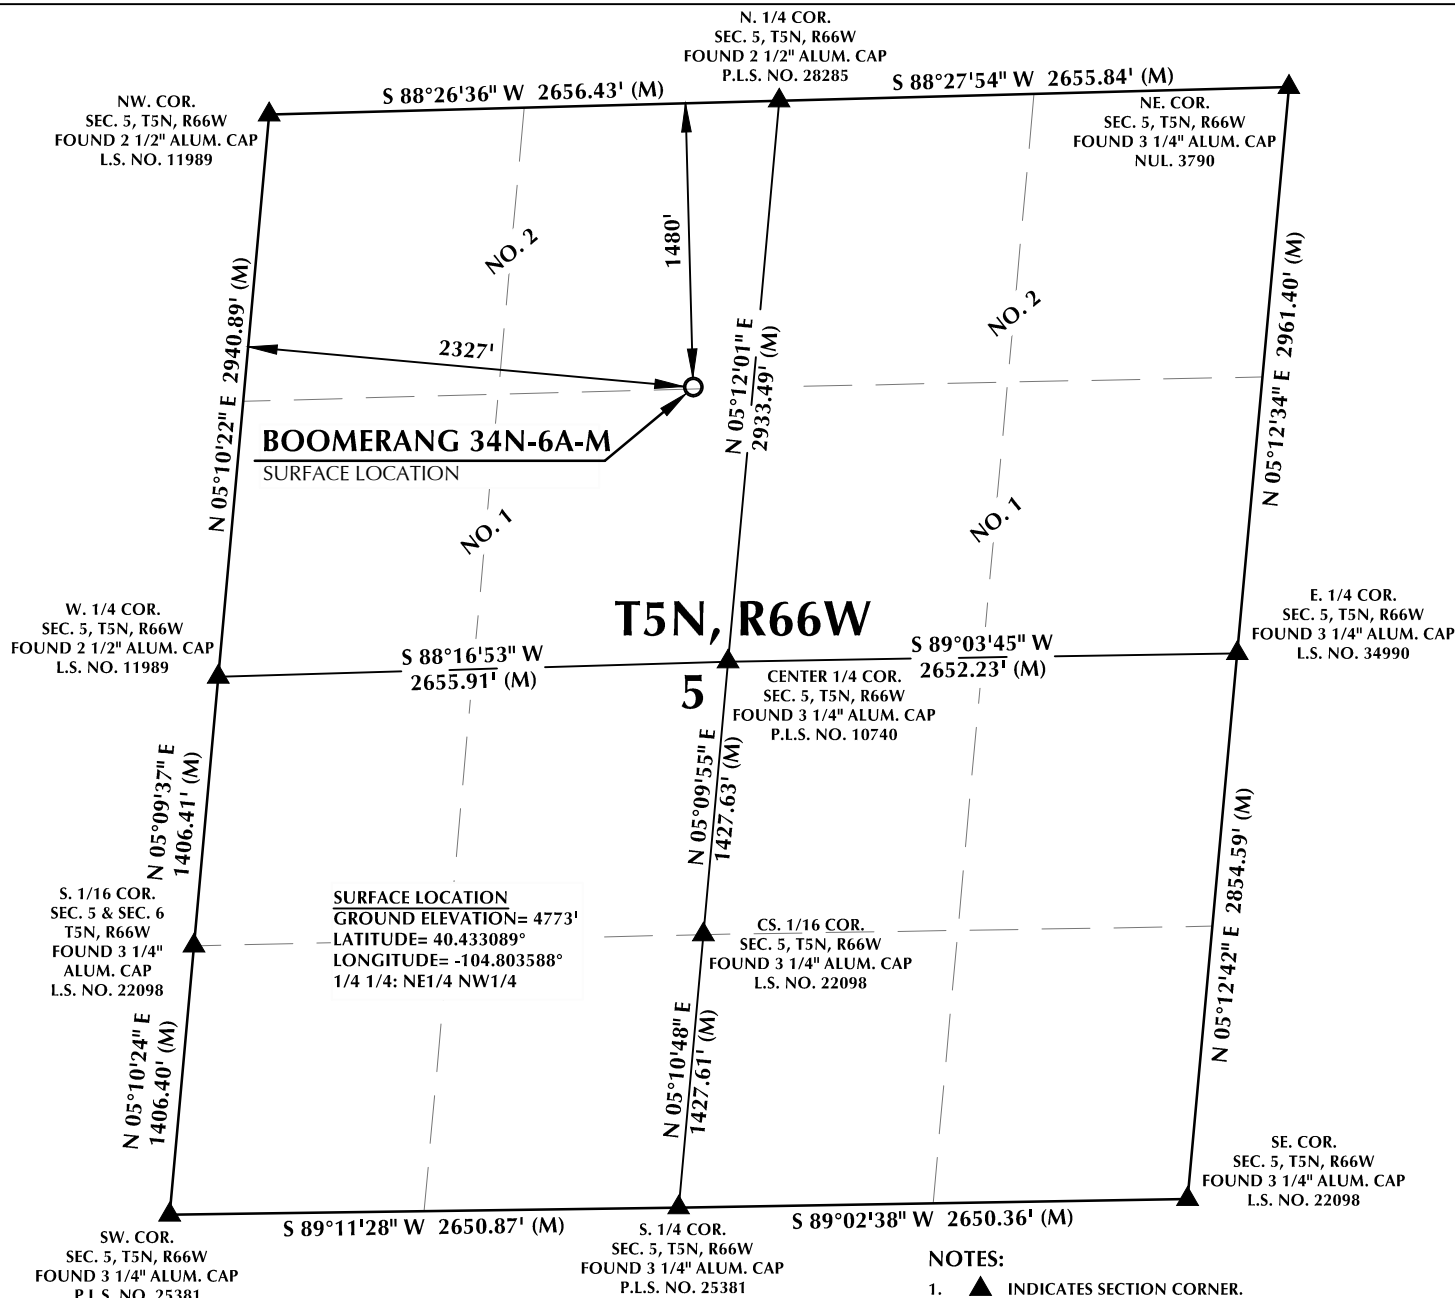 N. 1/4 COR.
SEC. 5, T5N, R66W
FOUND 2 1/2" ALUM. CAP
P.L.S. NO. 28285
S 88°26'36" W 2656.43' (M)
S 88°27'54" W 2655.84' (M)
NW. COR.
SEC. 5, T5N, R66W
FOUND 2 1/2" ALUM. CAP
L.S. NO. 11989
NE. COR.
SEC. 5, T5N, R66W
FOUND 3 1/4" ALUM. CAP
NUL. 3790
1480'
NO. 2
NO. 2
N 05°10'22" E 2940.89' (M)
2327'
N 05°12'01" E
2933.49' (M)
N 05°12'34" E 2961.40' (M)
BOOMERANG 34N-6A-M
SURFACE LOCATION
NO. 1
NO. 1
W. 1/4 COR.
SEC. 5, T5N, R66W
FOUND 2 1/2" ALUM. CAP
L.S. NO. 11989
T5N, R66W
5
E. 1/4 COR.
SEC. 5, T5N, R66W
FOUND 3 1/4" ALUM. CAP
L.S. NO. 34990
S 88°16'53" W
2655.91' (M)
S 89°03'45" W
2652.23' (M)
CENTER 1/4 COR.
SEC. 5, T5N, R66W
FOUND 3 1/4" ALUM. CAP
P.L.S. NO. 10740
N 05°09'37" E
1406.41' (M)
N 05°09'55" E
1427.63' (M)
N 05°12'42" E 2854.59' (M)
S. 1/16 COR.
SEC. 5 & SEC. 6
T5N, R66W
FOUND 3 1/4"
ALUM. CAP
L.S. NO. 22098
SURFACE LOCATION
GROUND ELEVATION= 4773'
LATITUDE= 40.433089°
LONGITUDE= -104.803588°
1/4 1/4: NE1/4 NW1/4
CS. 1/16 COR.
SEC. 5, T5N, R66W
FOUND 3 1/4" ALUM. CAP
L.S. NO. 22098
N 05°10'24" E
1406.40' (M)
N 05°10'48" E
1427.61' (M)
SE. COR.
SEC. 5, T5N, R66W
FOUND 3 1/4" ALUM. CAP
L.S. NO. 22098
S 89°11'28" W 2650.87' (M)
S 89°02'38" W 2650.36' (M)
SW. COR.
SEC. 5, T5N, R66W
FOUND 3 1/4" ALUM. CAP
P.L.S. NO. 25381
S. 1/4 COR.
SEC. 5, T5N, R66W
FOUND 3 1/4" ALUM. CAP
P.L.S. NO. 25381
NOTES:
1. ▲ INDICATES SECTION CORNER.